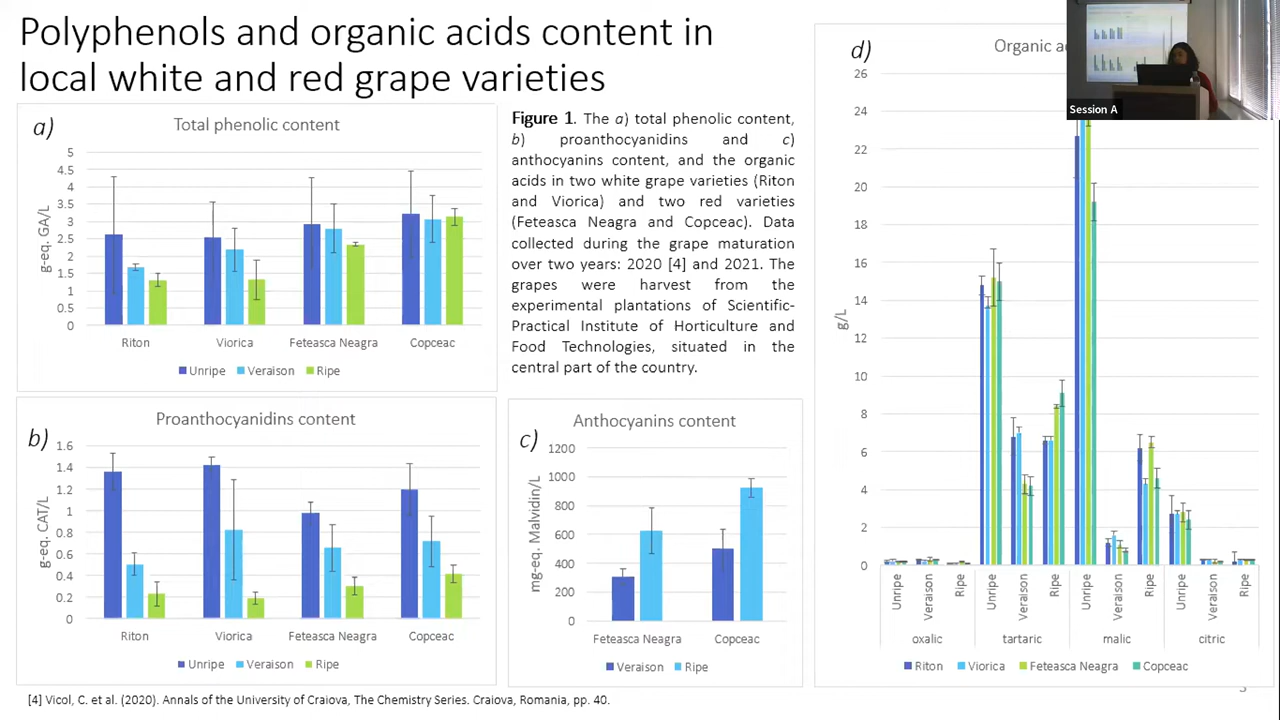 Polyphenols and organic acids content in
local white and red grape varieties
a)
Total phenolic content
g-eq. GA/L
5
4.5
4
3.5
3
2.5
2
1.5
1
0.5
0
Riton Viorica Feteasca Neagra Copceac
Unripe Veraison Ripe
Figure 1. The a) total phenolic content,
b) proanthocyanidins and c)
anthocyanins content, and the organic
acids in two white grape varieties (Riton
and Viorica) and two red varieties
(Feteasca Neagra and Copceac). Data
collected during the grape maturation
over two years: 2020 [4] and 2021. The
grapes were harvest from the
experimental plantations of Scientific-
Practical Institute of Horticulture and
Food Technologies, situated in the
central part of the country.
b)
Proanthocyanidins content
g-eq. CAT/L
1.6
1.4
1.2
1
0.8
0.6
0.4
0.2
0
Riton Viorica Feteasca Neagra Copceac
Unripe Veraison Ripe
c)
Anthocyanins content
mg-eq. Malvidin/L
1200
1000
800
600
400
200
0
Feteasca Neagra Copceac
Veraison Ripe
d)
Organic
Session A
g/L
26
24
22
20
18
16
14
12
10
8
6
4
2
0
Unripe Veraison Ripe Unripe Veraison Ripe Unripe Veraison Ripe Unripe Veraison Ripe
oxalic tartaric malic citric
Riton Viorica Feteasca Neagra Copceac
[4] Vicol, C. et al. (2020). Annals of the University of Craiova, The Chemistry Series. Craiova, Romania, pp. 40.